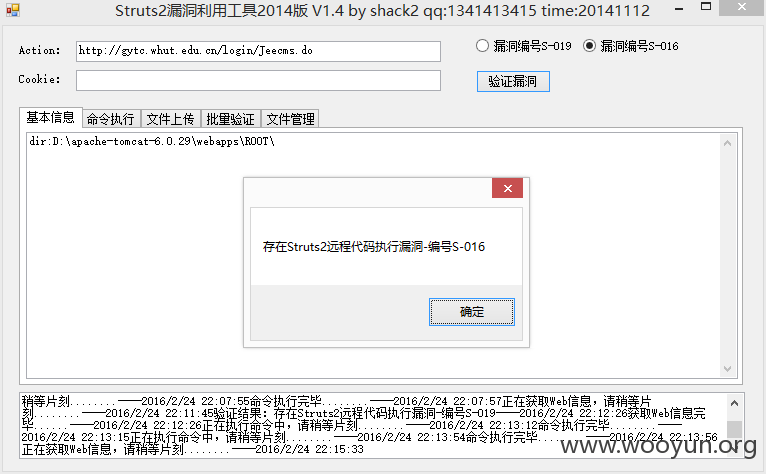 Struts2漏洞利用工具2014版 V1.4 by shack2 qq:1341413415 time:20141112
Action: http://gytc.whut.edu.cn/login/Jeecms.do 漏洞编号S-019 漏洞编号S-016
Cookie: 验证漏洞
基本信息 命令执行 文件上传 批量验证 文件管理
dir:D:\apache-tomcat-6.0.29\webapps\ROOT\
存在Struts2远程代码执行漏洞-编号S-016
确定
稍等片刻........——2016/2/24 22:07:55命令执行完毕........——2016/2/24 22:07:57正在获取Web信息，请稍等片
刻........——2016/2/24 22:11:45验证结果：存在Struts2远程代码执行漏洞-编号S-019——2016/2/24 22:12:26获取Web信息完
毕......——2016/2/24 22:12:26正在执行命令中，请稍等片刻........——2016/2/24 22:13:12命令执行完毕........——
2016/2/24 22:13:15正在执行命令中，请稍等片刻........——2016/2/24 22:13:54命令执行完毕........——2016/2/24 22:13:56
正在获取Web信息，请稍等片刻........——2016/2/24 22:15:33
www.wooyun.org